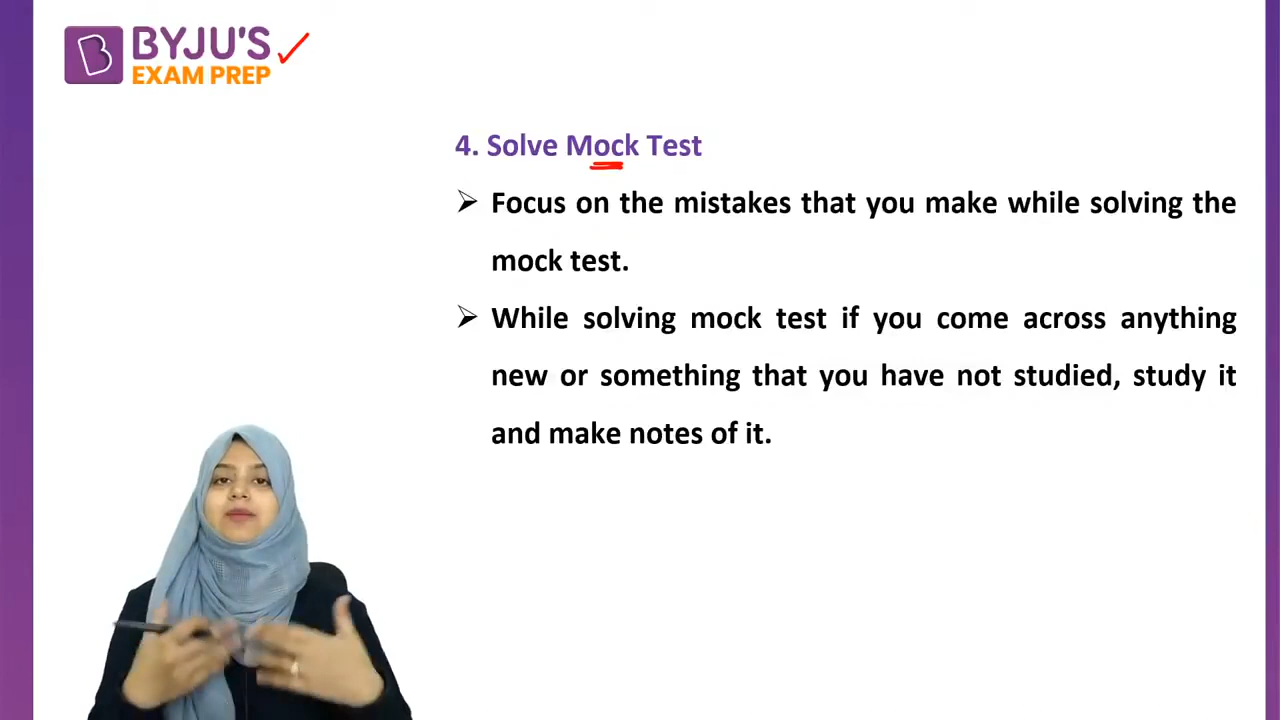 BYJU'S
EXAM PREP
4. Solve Mock Test
➢ Focus on the mistakes that you make while solving the
mock test.
➢ While solving mock test if you come across anything
new or something that you have not studied, study it
and make notes of it.